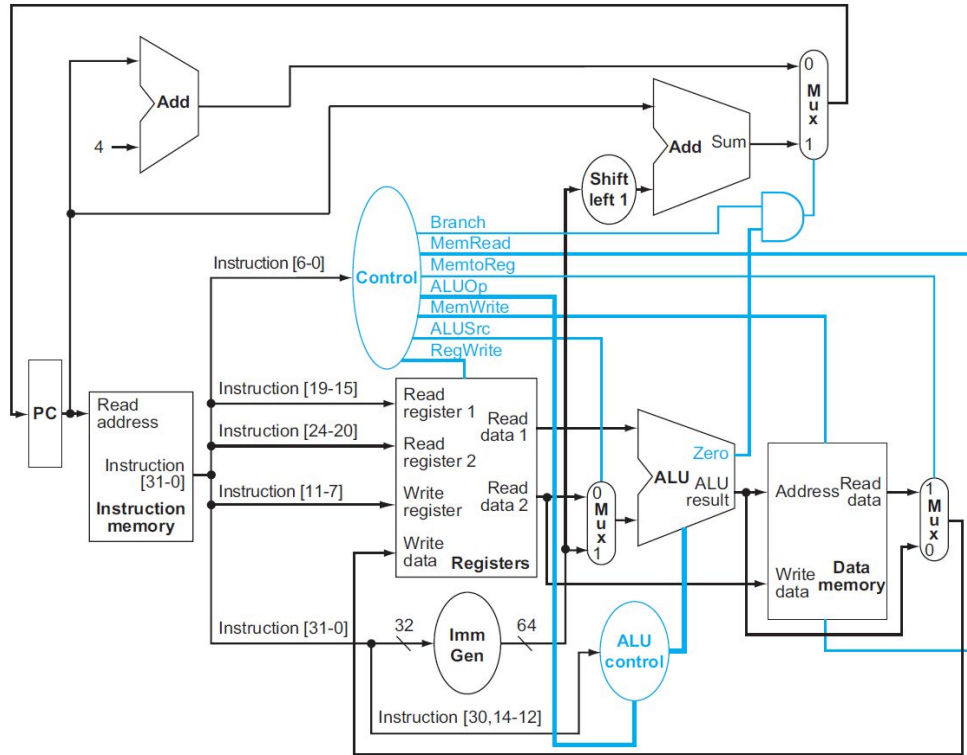 Add
4
Add Sum
Shift
left 1
0
Mux
1
Branch
MemRead
MemtoReg
ALUOp
MemWrite
ALUSrc
RegWrite
Control
Instruction [6-0]
PC
Read
address
Instruction
[31-0]
Instruction
memory
Instruction [19-15]
Instruction [24-20]
Instruction [11-7]
Instruction [31-0]
Read
register 1
Read
register 2
Write
register
Write
data
Read
data 1
Read
data 2
Registers
0
Mux
1
ALU
Zero
ALU
result
Address
Read
data
Write
data
Data
memory
1
Mux
0
32
Imm
Gen
64
ALU
control
Instruction [30,14-12]